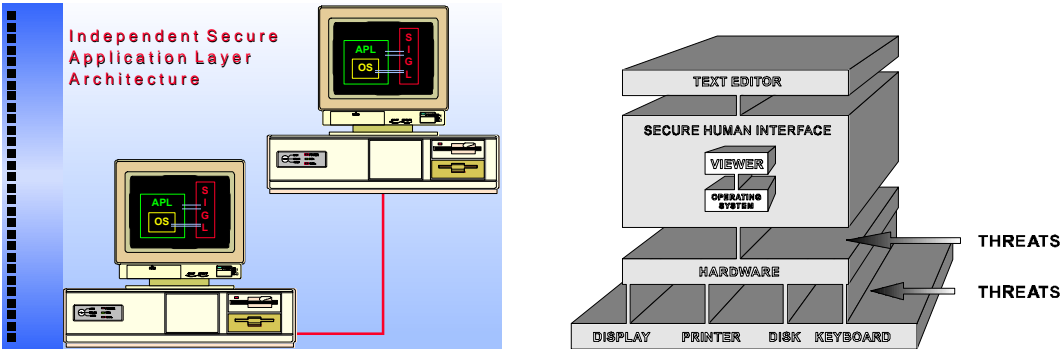 Independent Secure
Application Layer
Architecture
APL
OS
S
I
G
L
APL
OS
S
I
G
L
TEXT EDITOR
SECURE HUMAN INTERFACE
VIEWER
OPERATING
SYSTEM
THREATS
HARDWARE
THREATS
DISPLAY PRINTER DISK KEYBOARD